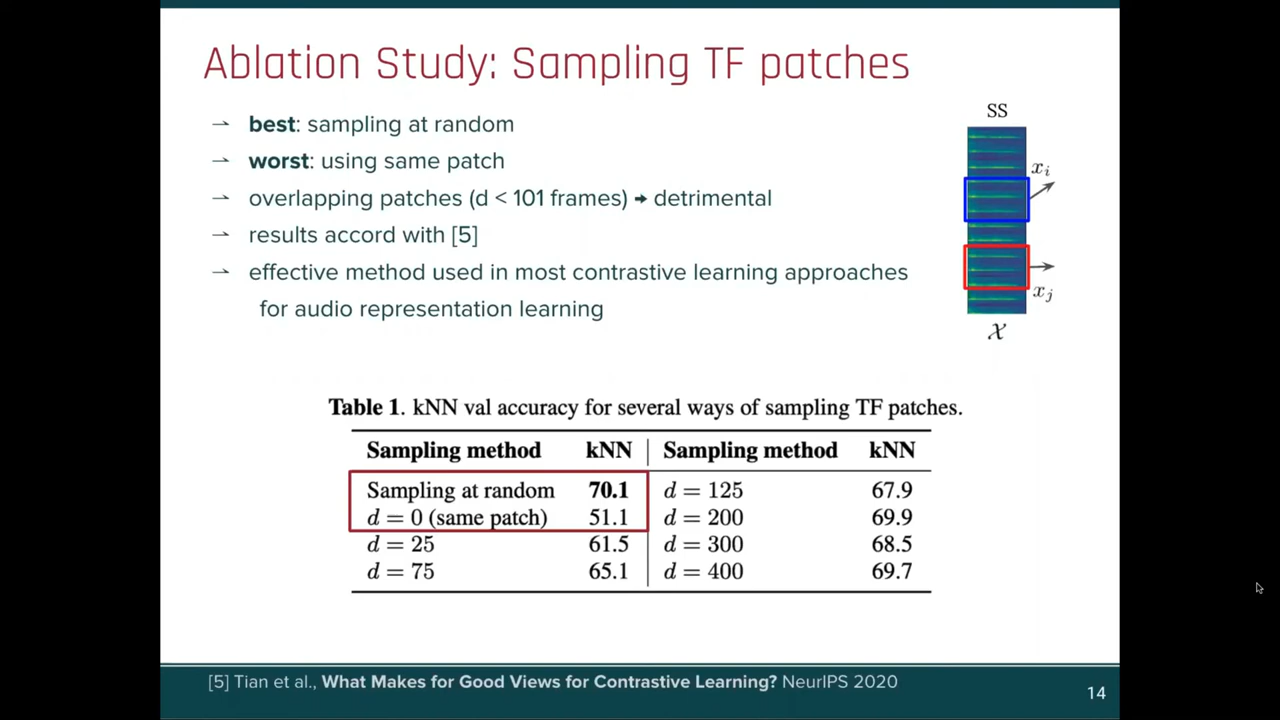 Ablation Study: Sampling TF patches
→ best: sampling at random
→ worst: using same patch
→ overlapping patches (d < 101 frames) → detrimental
→ results accord with [5]
→ effective method used in most contrastive learning approaches
for audio representation learning
SS
x_i
x_j
𝒳
Table 1. kNN val accuracy for several ways of sampling TF patches.
Sampling method kNN Sampling method kNN
Sampling at random 70.1 d = 125 67.9
d = 0 (same patch) 51.1 d = 200 69.9
d = 25 61.5 d = 300 68.5
d = 75 65.1 d = 400 69.7
[5] Tian et al., What Makes for Good Views for Contrastive Learning? NeurIPS 2020
14